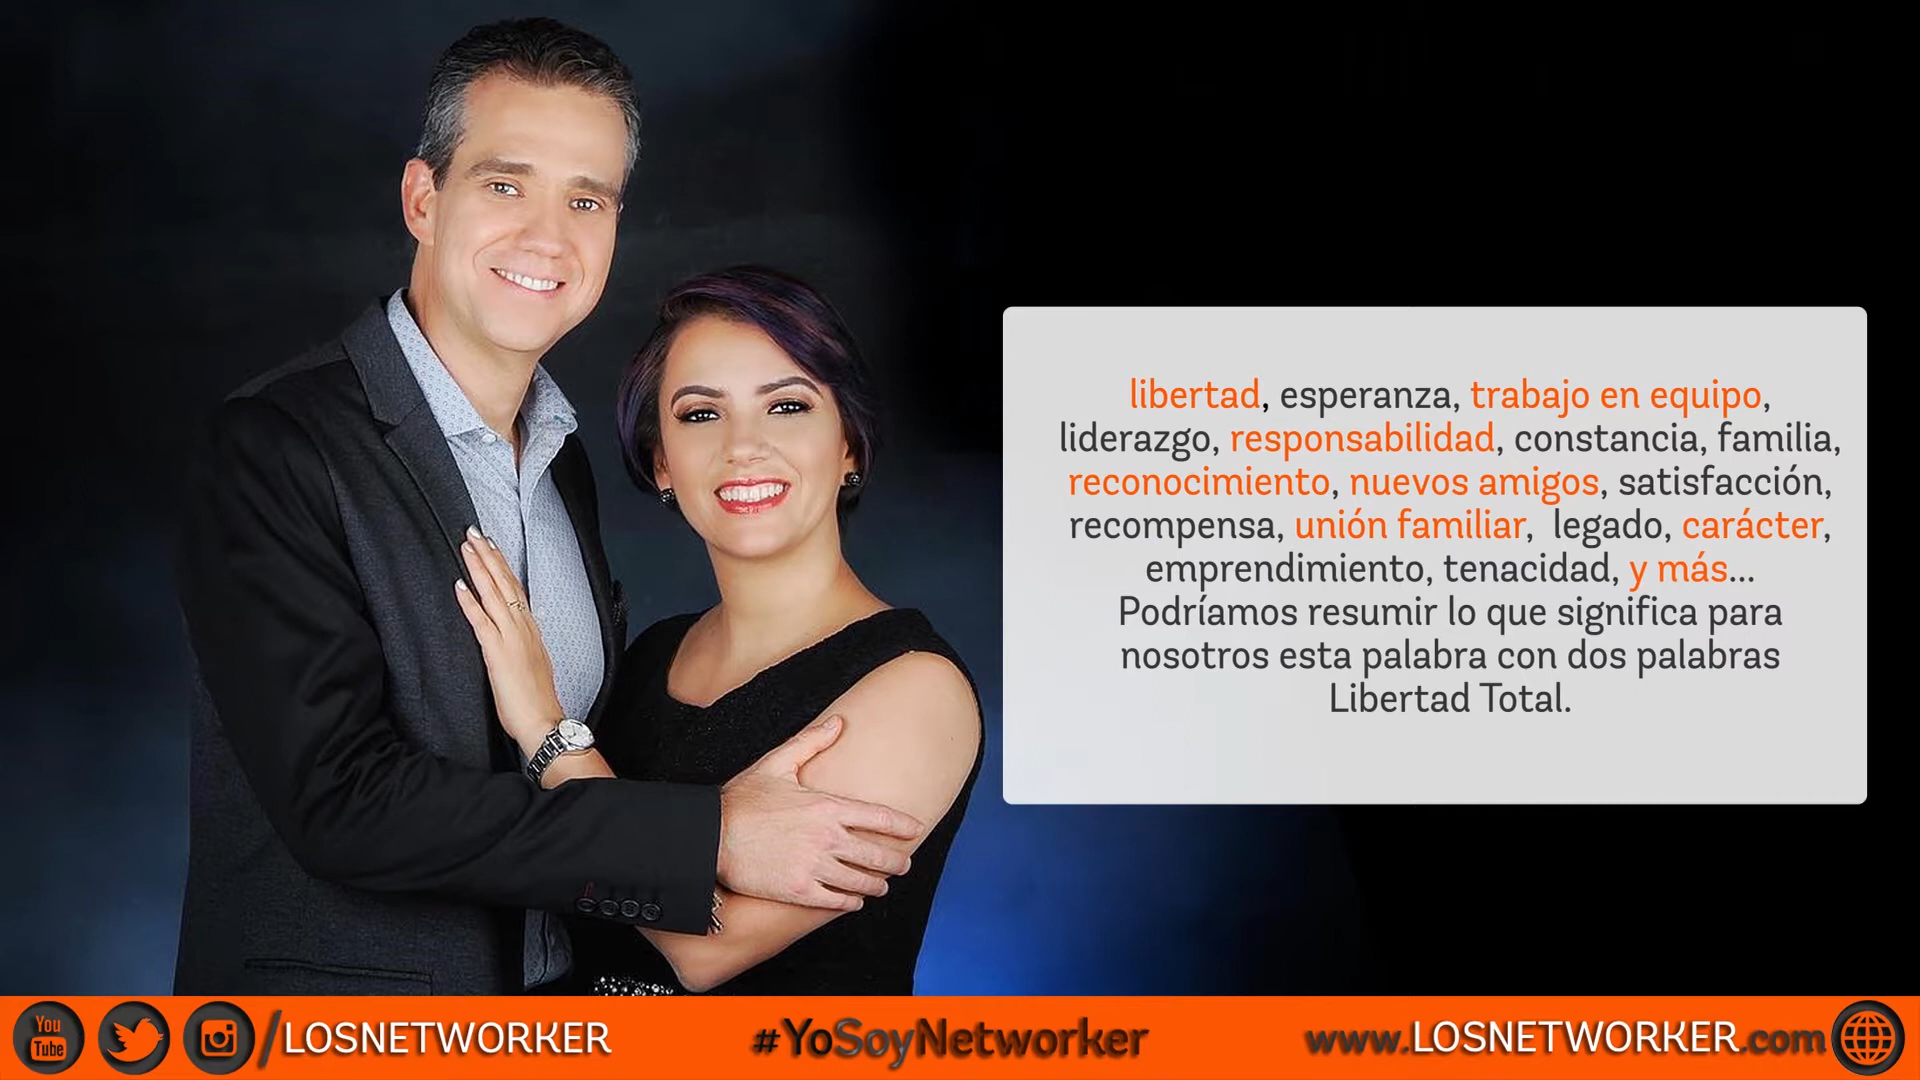 libertad, esperanza, trabajo en equipo,
liderazgo, responsabilidad, constancia, familia,
reconocimiento, nuevos amigos, satisfacción,
recompensa, unión familiar, legado, carácter,
emprendimiento, tenacidad, y más...
Podríamos resumir lo que significa para
nosotros esta palabra con dos palabras
Libertad Total.
You Tube /LOSNETWORKER #YoSoyNetworker www.LOSNETWORKER.com